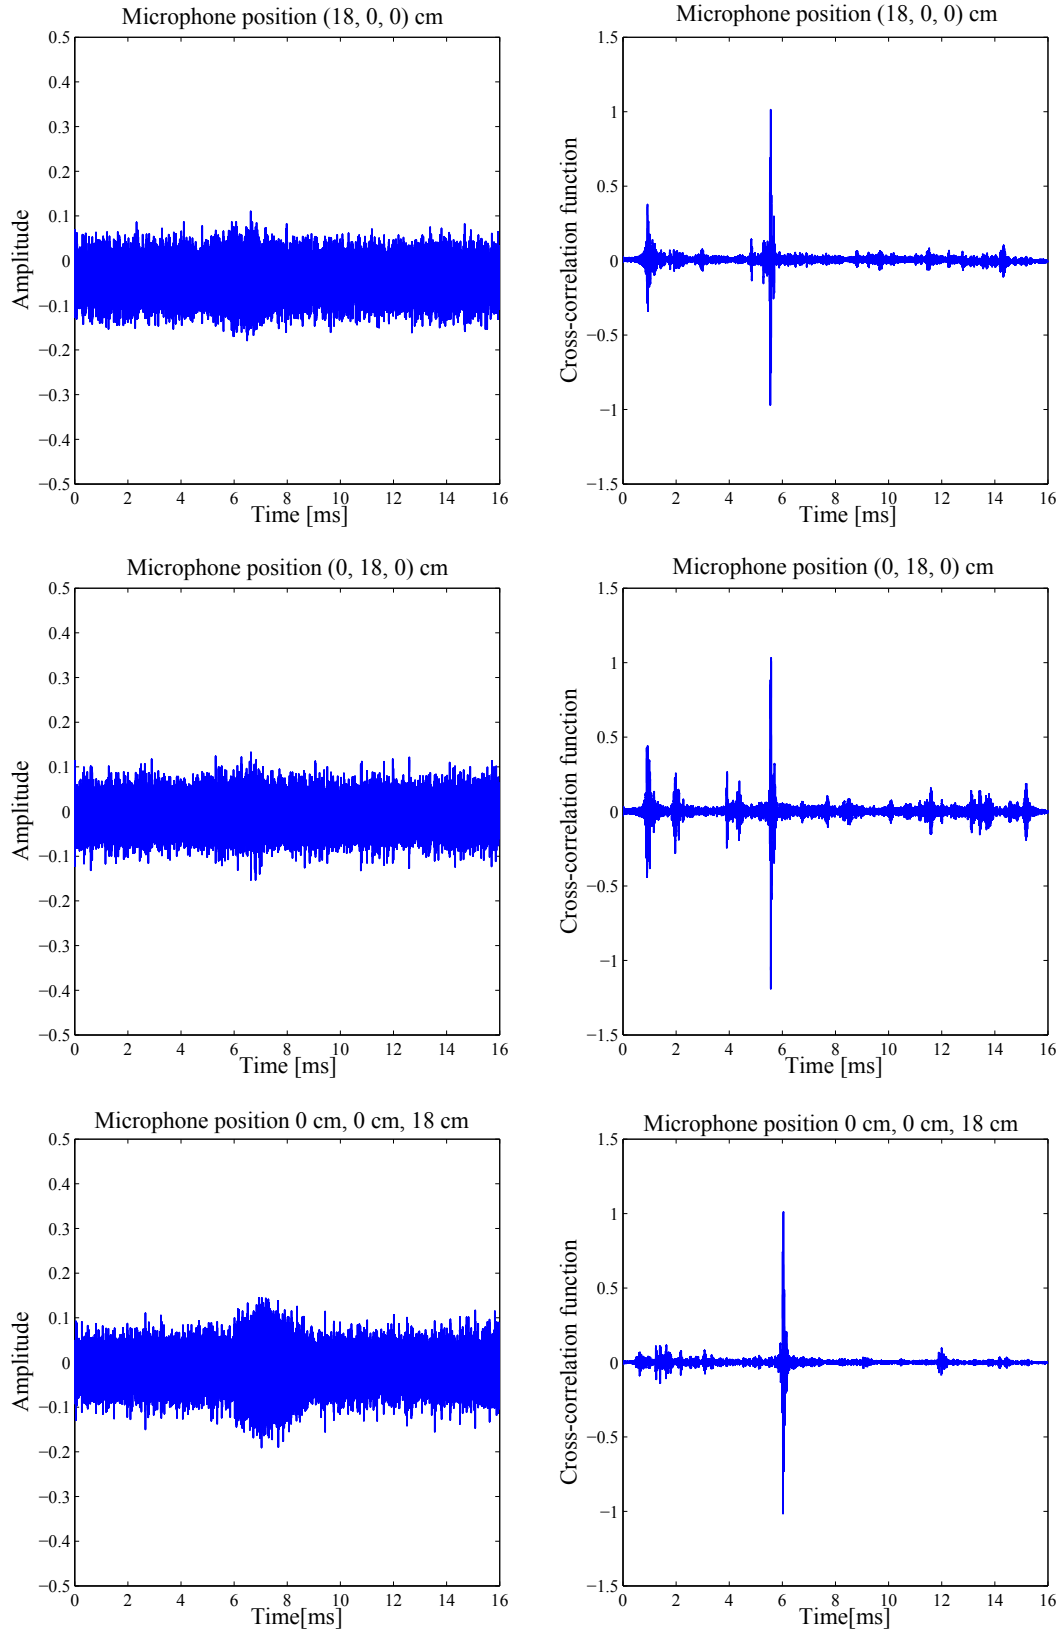 Microphone position (18, 0, 0) cm
0.5
0.4
0.3
0.2
0.1
0
−0.1
−0.2
−0.3
−0.4
−0.5
Amplitude
0 2 4 6 8 10 12 14 16
Time [ms]
Microphone position (18, 0, 0) cm
1.5
1
0.5
0
−0.5
−1
−1.5
Cross-correlation function
0 2 4 6 8 10 12 14 16
Time [ms]
Microphone position (0, 18, 0) cm
0.5
0.4
0.3
0.2
0.1
0
−0.1
−0.2
−0.3
−0.4
−0.5
Amplitude
0 2 4 6 8 10 12 14 16
Time [ms]
Microphone position (0, 18, 0) cm
1.5
1
0.5
0
−0.5
−1
−1.5
Cross-correlation function
0 2 4 6 8 10 12 14 16
Time [ms]
Microphone position 0 cm, 0 cm, 18 cm
0.5
0.4
0.3
0.2
0.1
0
−0.1
−0.2
−0.3
−0.4
−0.5
Amplitude
0 2 4 6 8 10 12 14 16
Time[ms]
Microphone position 0 cm, 0 cm, 18 cm
1.5
1
0.5
0
−0.5
−1
−1.5
Cross-correlation function
0 2 4 6 8 10 12 14 16
Time[ms]